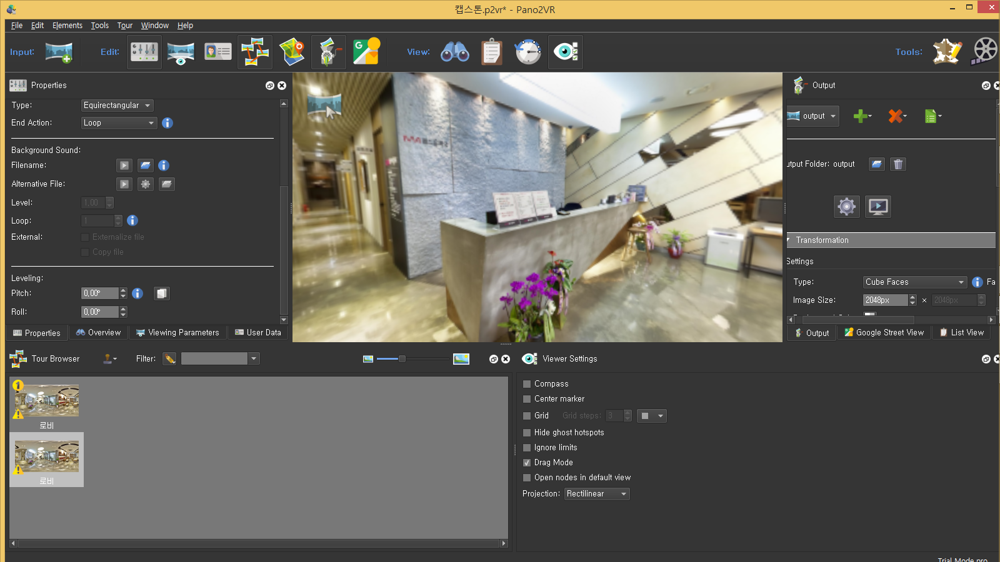 캡스톤.p2vr* - Pano2VR
File Edit Elements Tools Tour Window Help
Input: Edit: View: Tools:
Properties
Type: Equirectangular
End Action: Loop
Background Sound:
Filename:
Alternative File:
Level: 1.00
Loop: 1
External: Externalize file
Copy file
Leveling:
Pitch: 0,00°
Roll: 0,00°
Properties Overview Viewing Parameters User Data
Output
output
utput Folder: output
Transformation
Settings
Type: Cube Faces Fa
Image Size: 2048px × 2048px
Output Google Street View List View
Tour Browser Filter:
1
로비
로비
Viewer Settings
Compass
Center marker
Grid Grid steps: 3
Hide ghost hotspots
Ignore limits
Drag Mode
Open nodes in default view
Projection: Rectilinear
Trial Mode pro